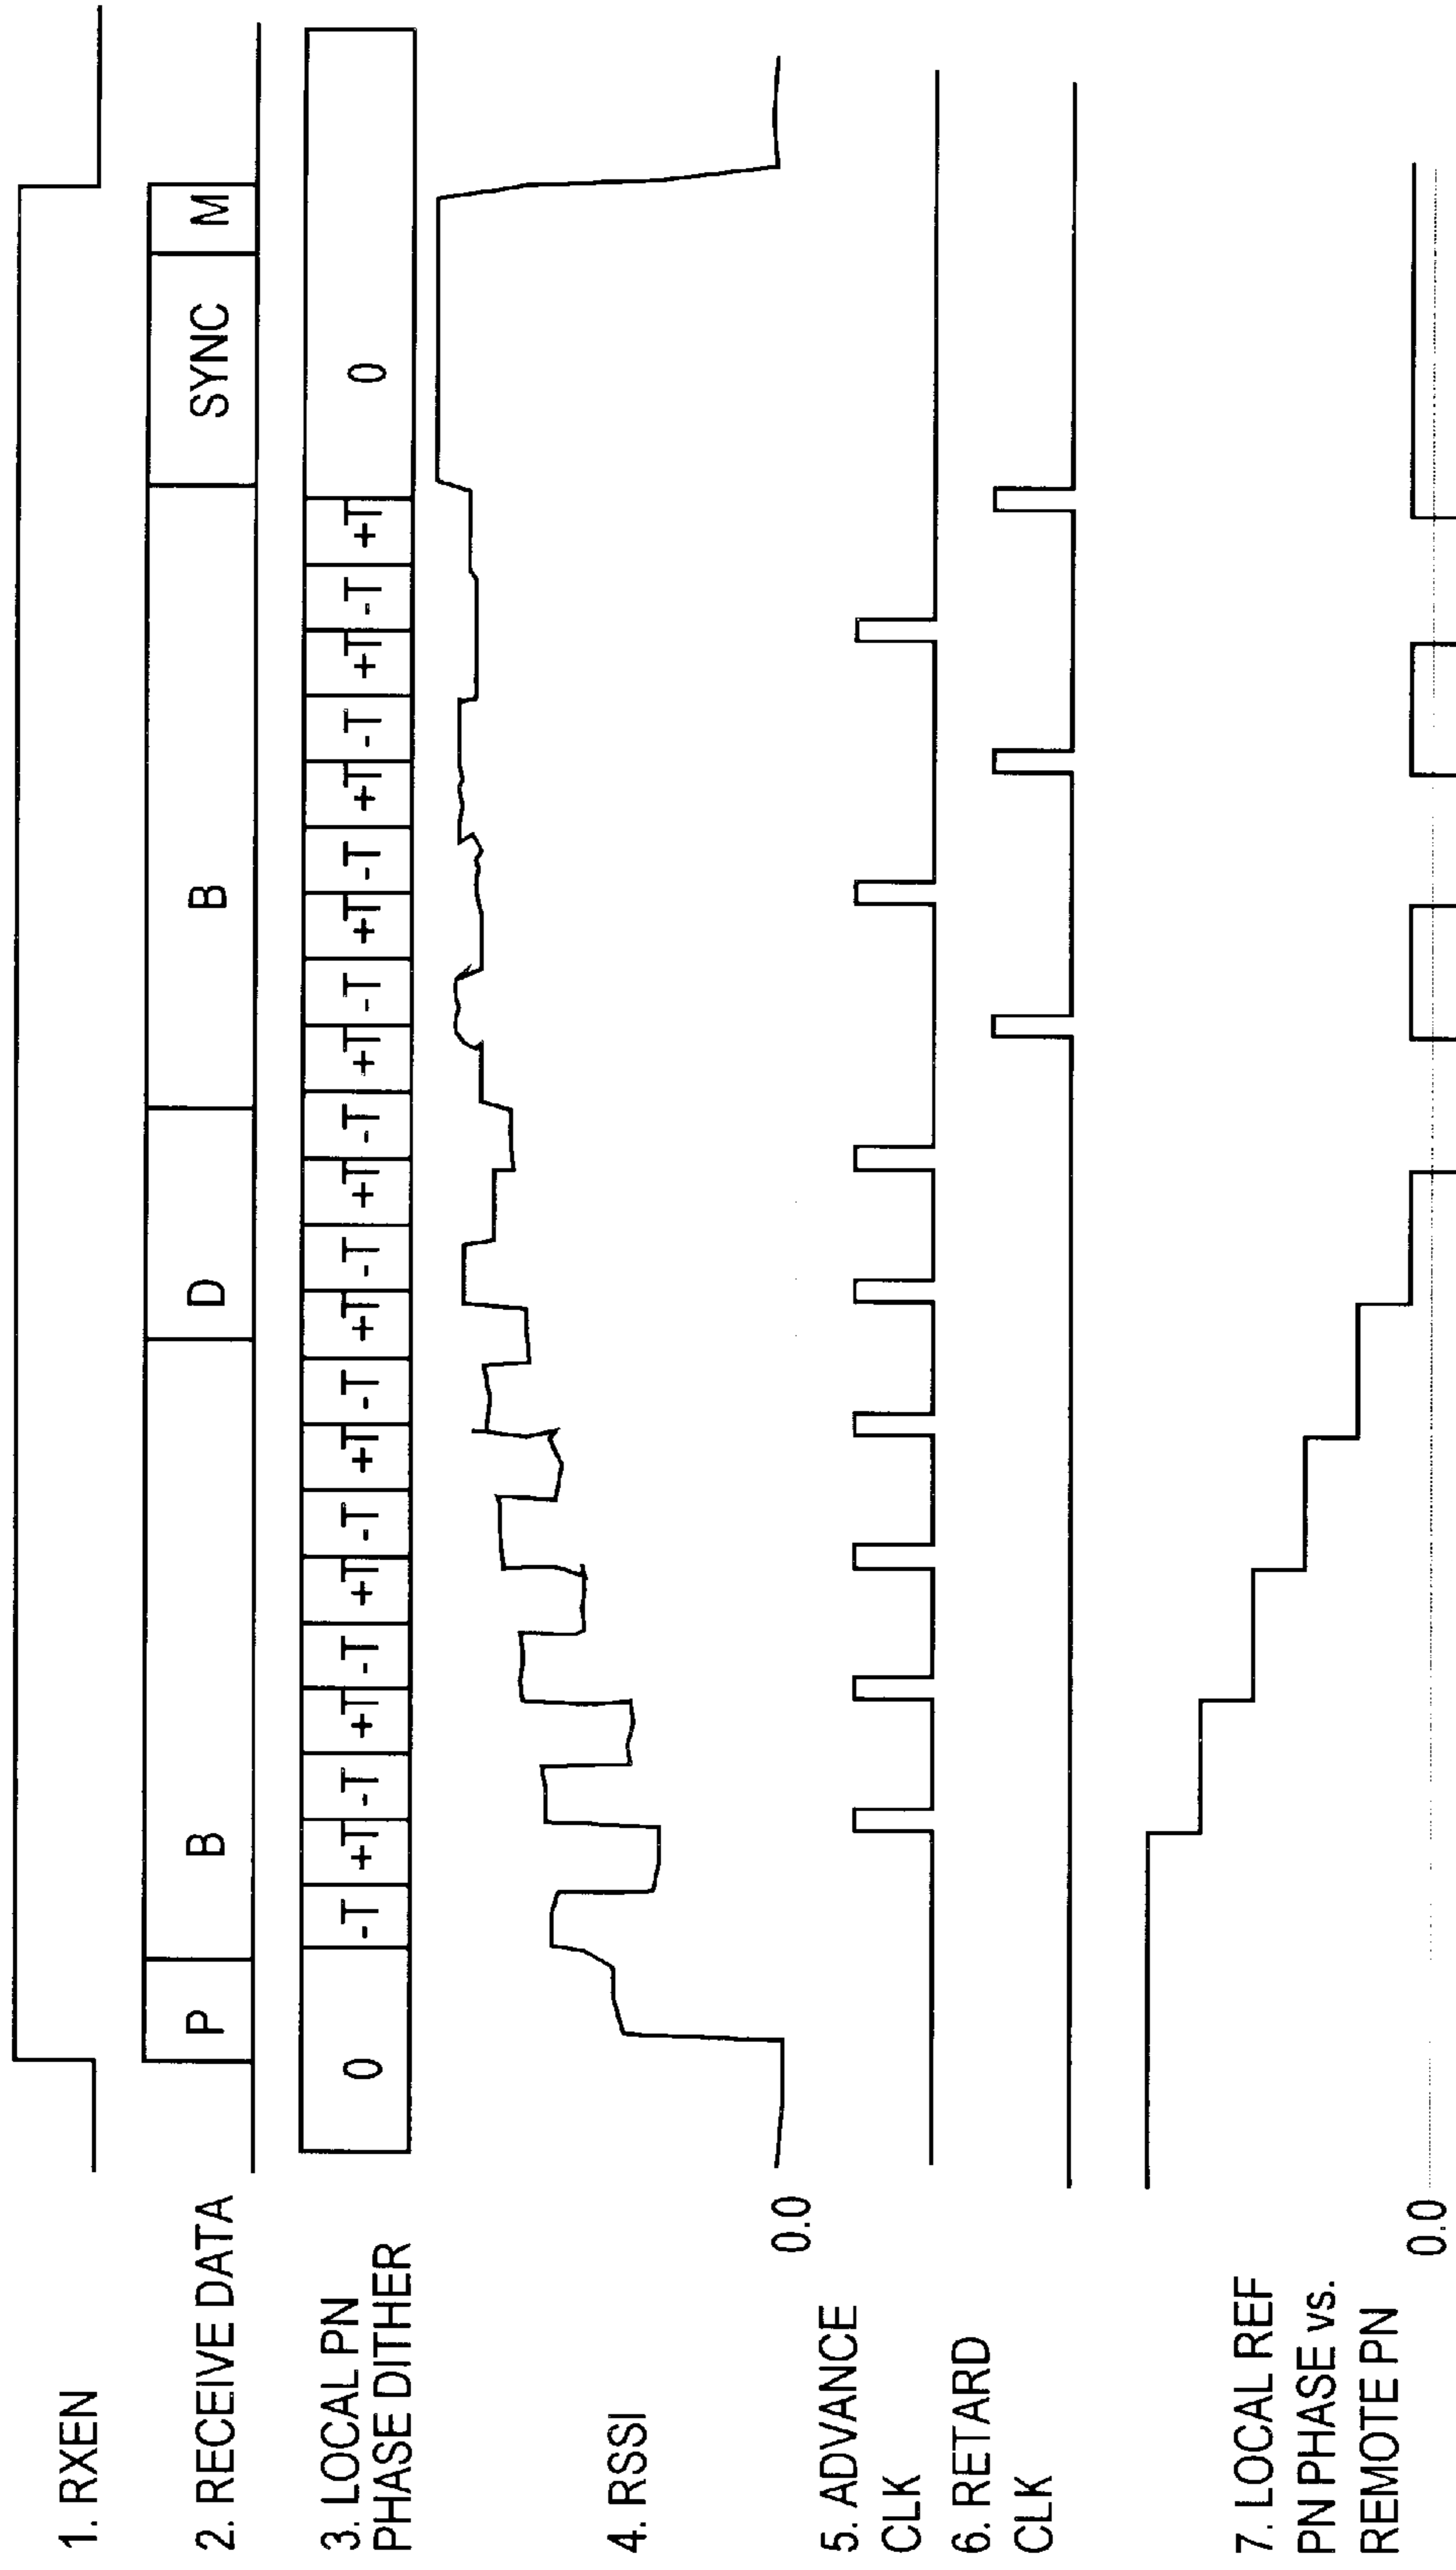 1. RXEN
2. RECEIVE DATA
P B D B SYNC M
3. LOCAL PN
PHASE DITHER
0 -T +T -T +T -T +T -T +T -T +T -T +T -T +T -T +T -T +T -T +T -T +T 0
4. RSSI
0.0
5. ADVANCE
CLK
6. RETARD
CLK
7. LOCAL REF
PN PHASE vs.
REMOTE PN
0.0